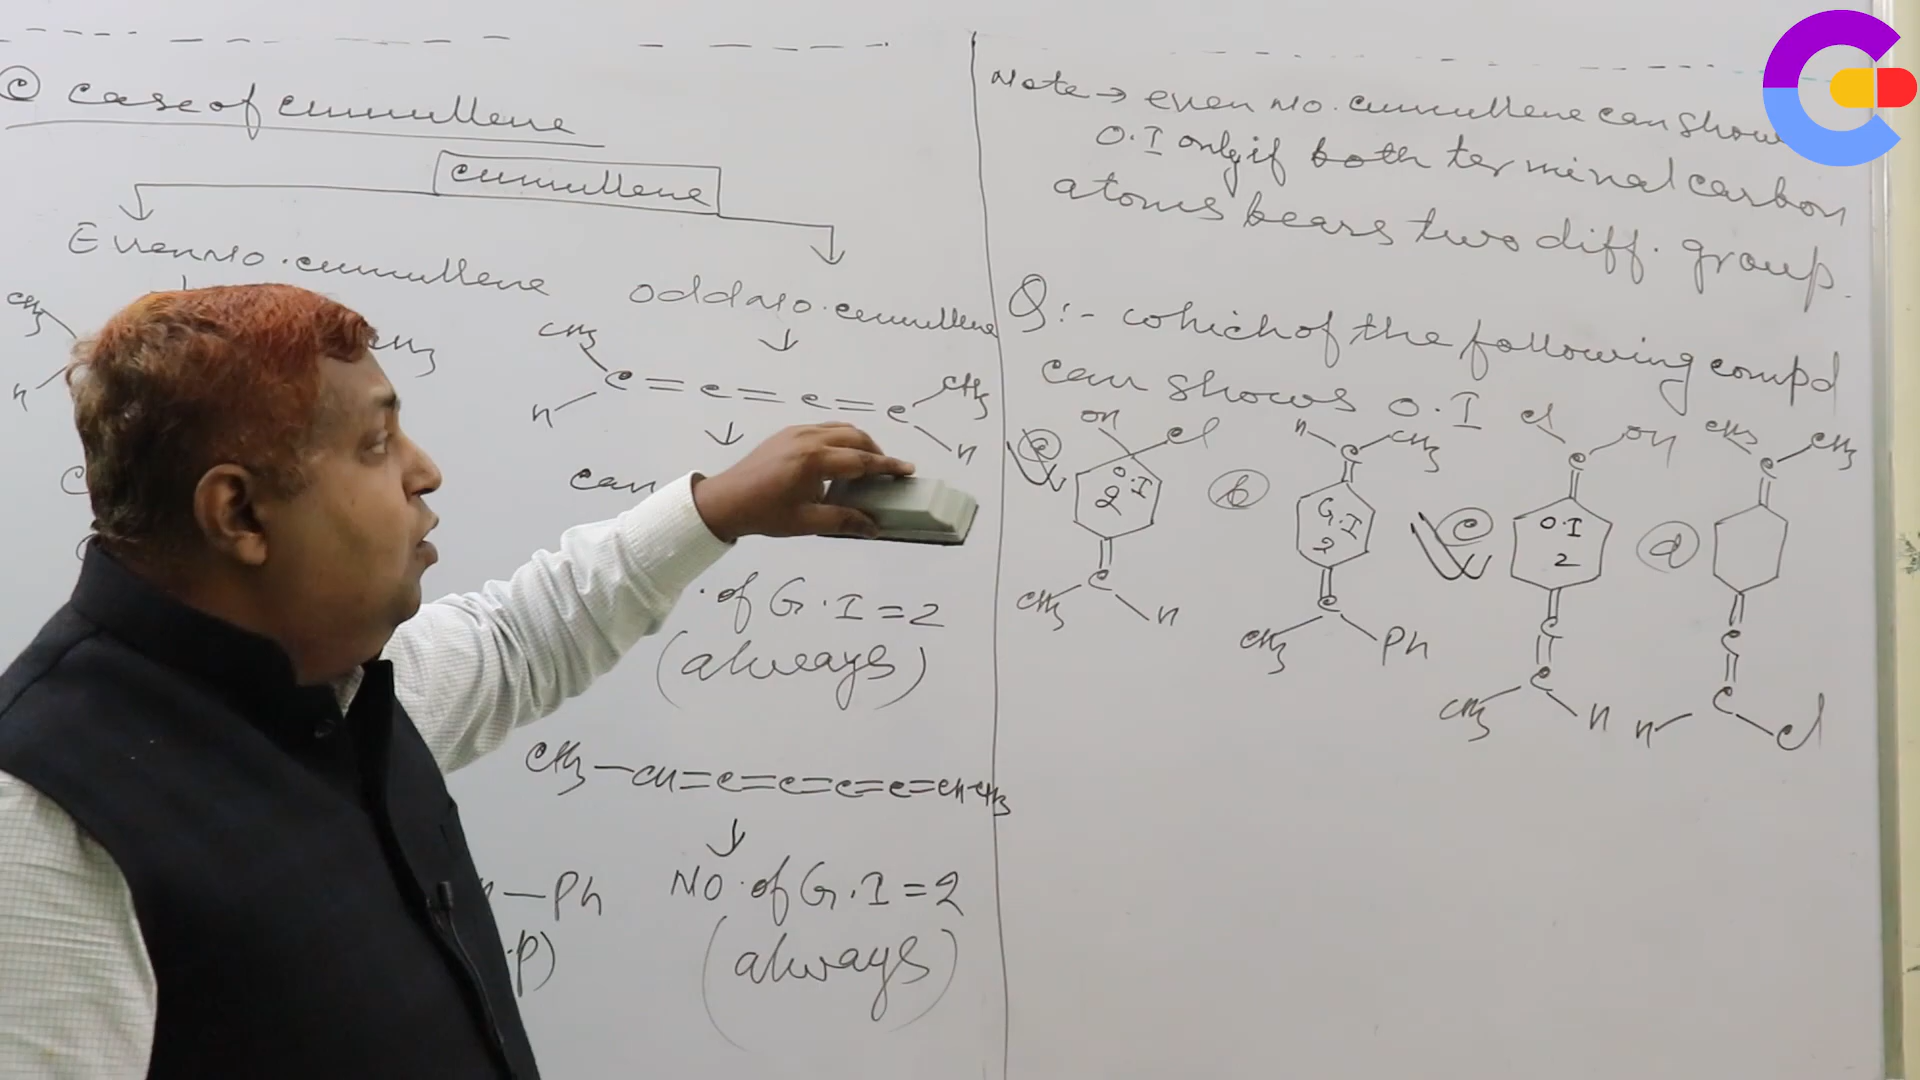 © case of cumullene
cumullene
Even no. cumullene
odd no. cumullene
CH3
H
CH3
CH3
H
C=C=C=C
CH3
H
can
. of G.I = 2
(always)
CH3—CH=C=C=C=C=CH-CH3
No. of G.I = 2
(always)
—Ph
Note → even no. cumullene can show
O.I only if both terminal carbon
atoms bears two diff. group.
Q:- which of the following compd
can shows O.I
ⓐ
OH
Cl
O.I
2
C
CH3
H
ⓑ
H
C
CH3
G.I
2
C
CH3
Ph
ⓒ
Cl
C
OH
O.I
2
C
C
CH3
H
ⓓ
CH3
C
CH3
C
C
H
Cl